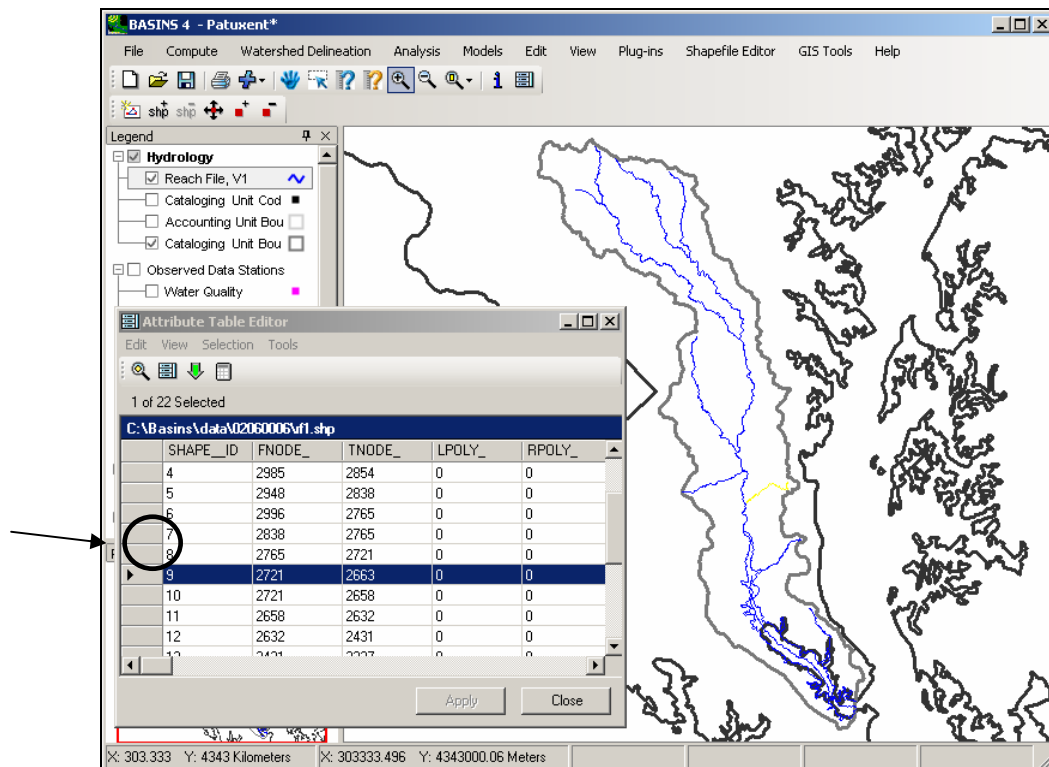 BASINS 4 - Patuxent*
File Compute Watershed Delineation Analysis Models Edit View Plug-ins Shapefile Editor GIS Tools Help
shp shp
Legend
Hydrology
Reach File, V1
Cataloging Unit Cod
Accounting Unit Bou
Cataloging Unit Bou
Observed Data Stations
Water Quality
Attribute Table Editor
Edit View Selection Tools
1 of 22 Selected
C:\Basins\data\02060006\rf1.shp
SHAPE__ID FNODE_ TNODE_ LPOLY_ RPOLY_
4 2985 2854 0 0
5 2948 2838 0 0
6 2996 2765 0 0
7 2838 2765 0 0
8 2765 2721 0 0
9 2721 2663 0 0
10 2721 2658 0 0
11 2658 2632 0 0
12 2632 2431 0 0
Apply Close
X: 303.333 Y: 4343 Kilometers X: 303333.496 Y: 4343000.06 Meters